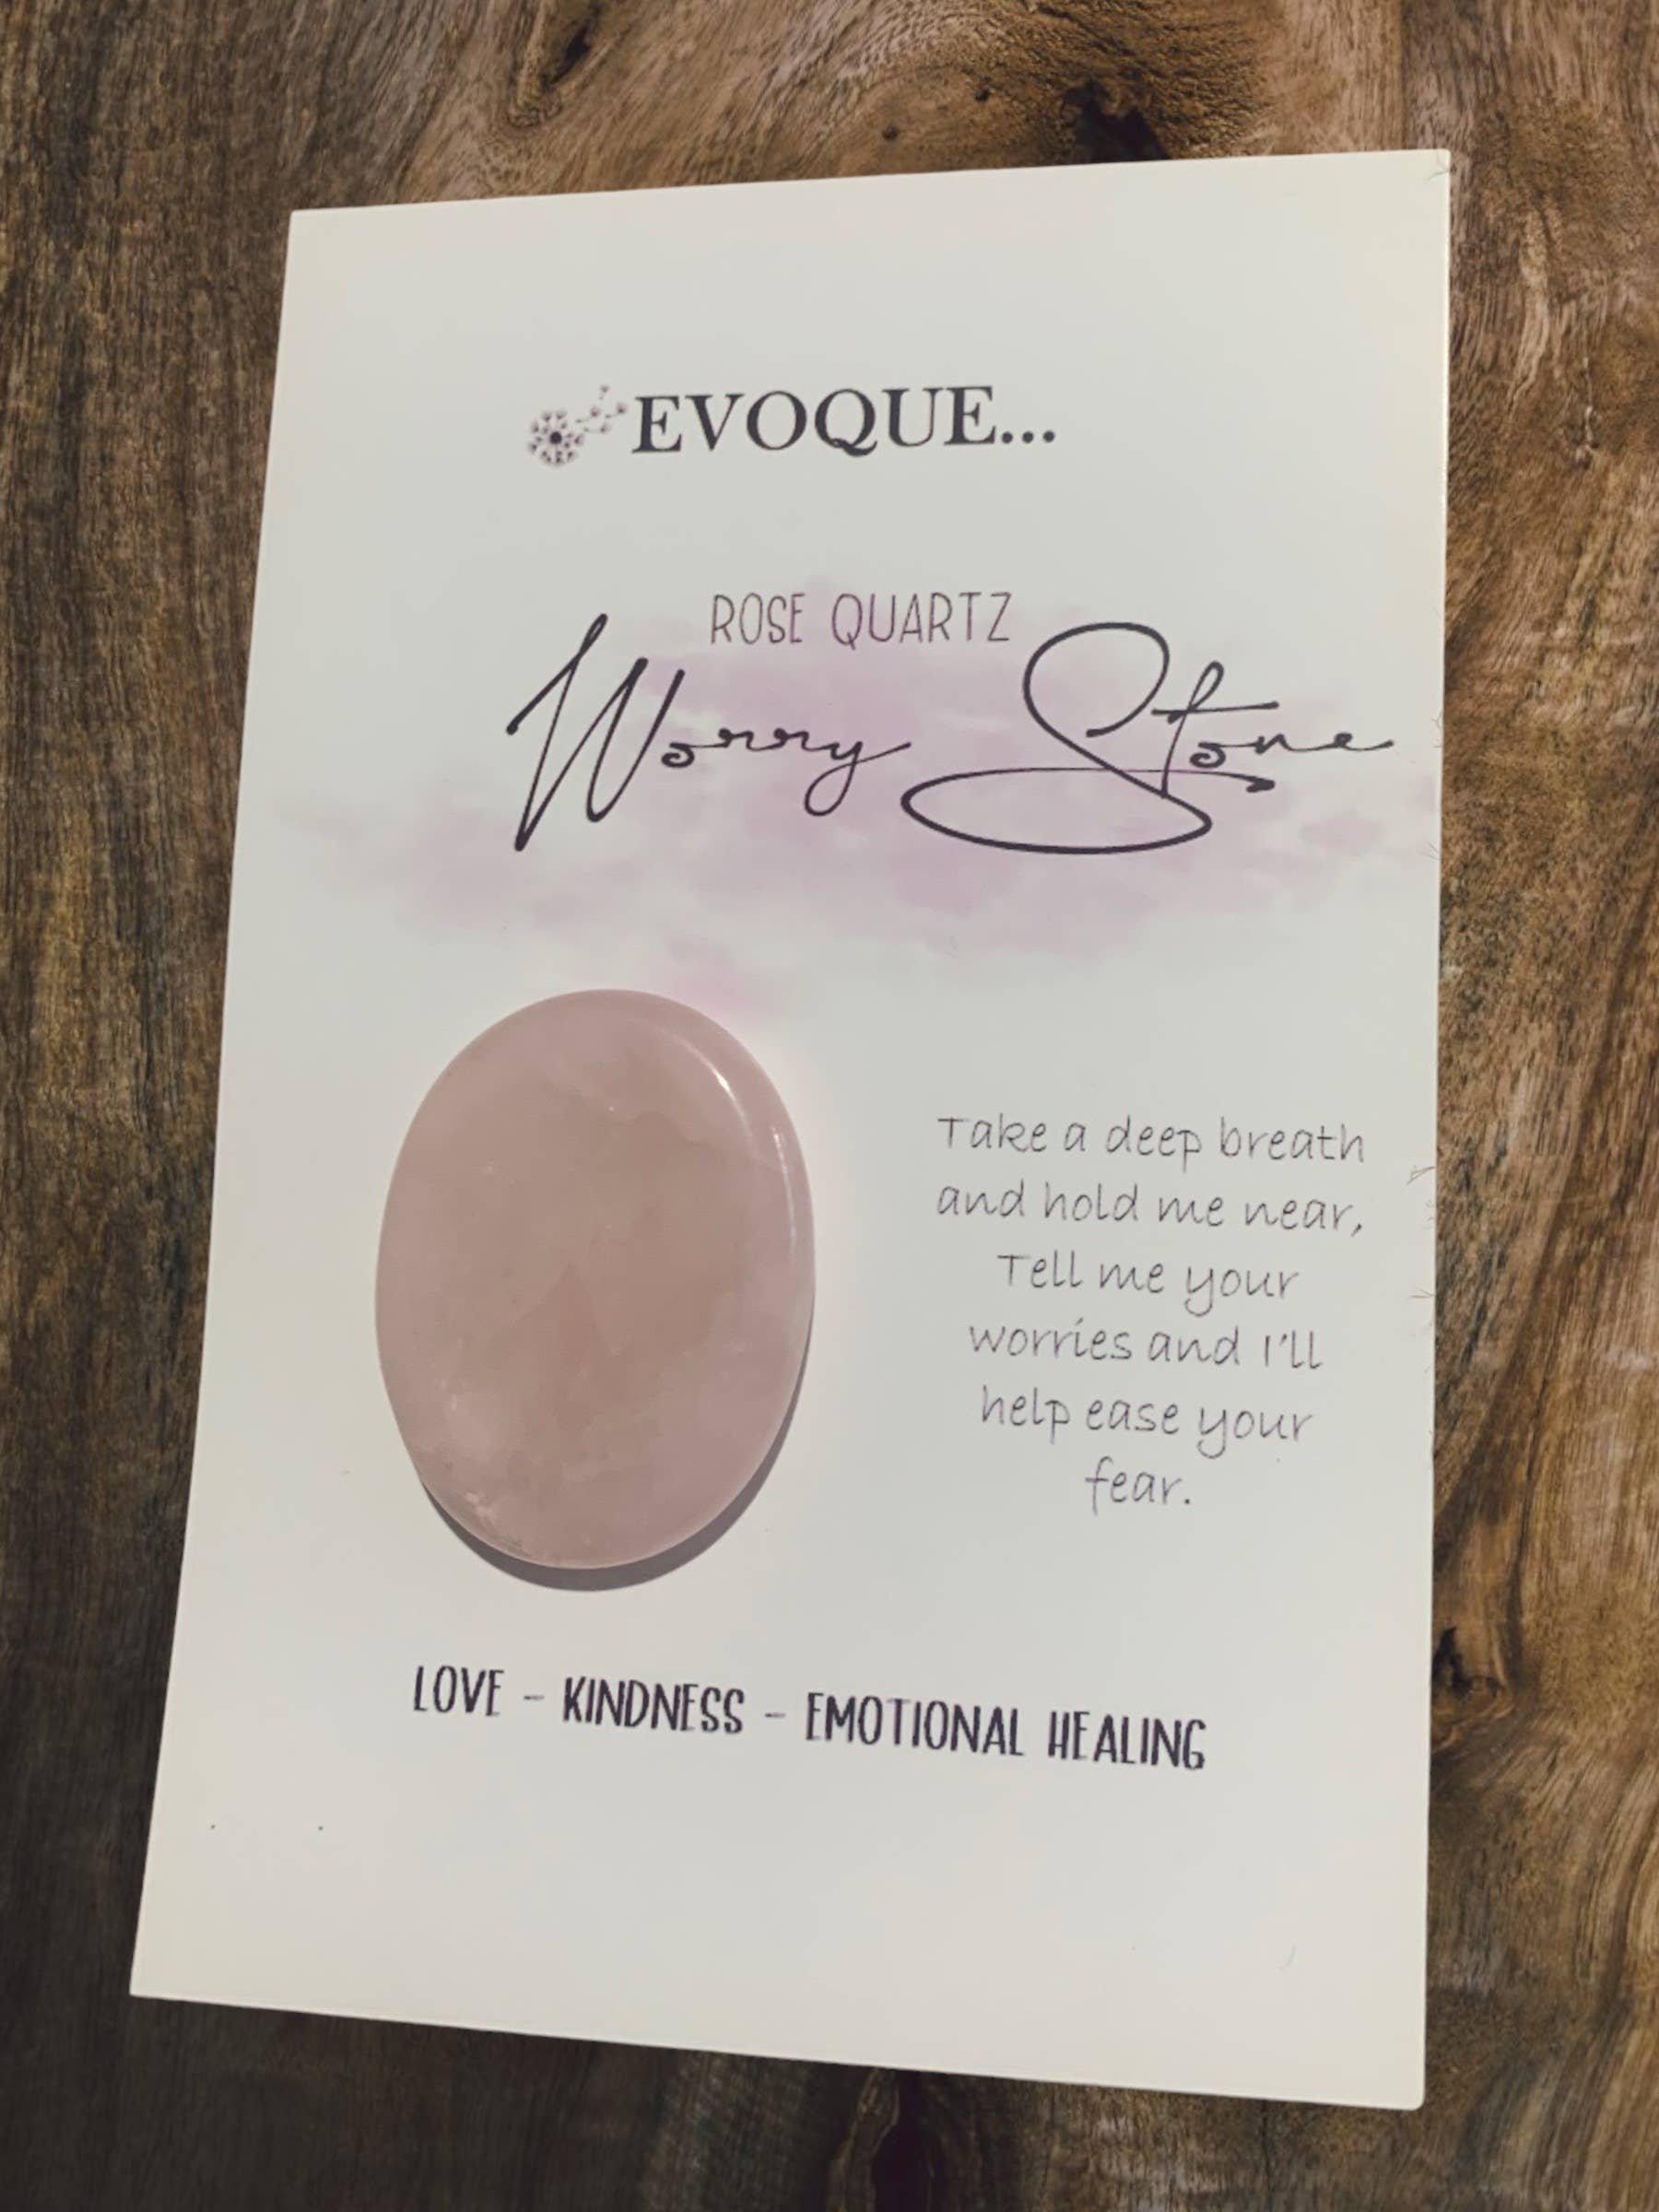 EVOQUE...
ROSE QUARTZ
Worry Stone
Take a deep breath
and hold me near,
Tell me your
worries and I'll
help ease your
fear.
LOVE - KINDNESS - EMOTIONAL HEALING